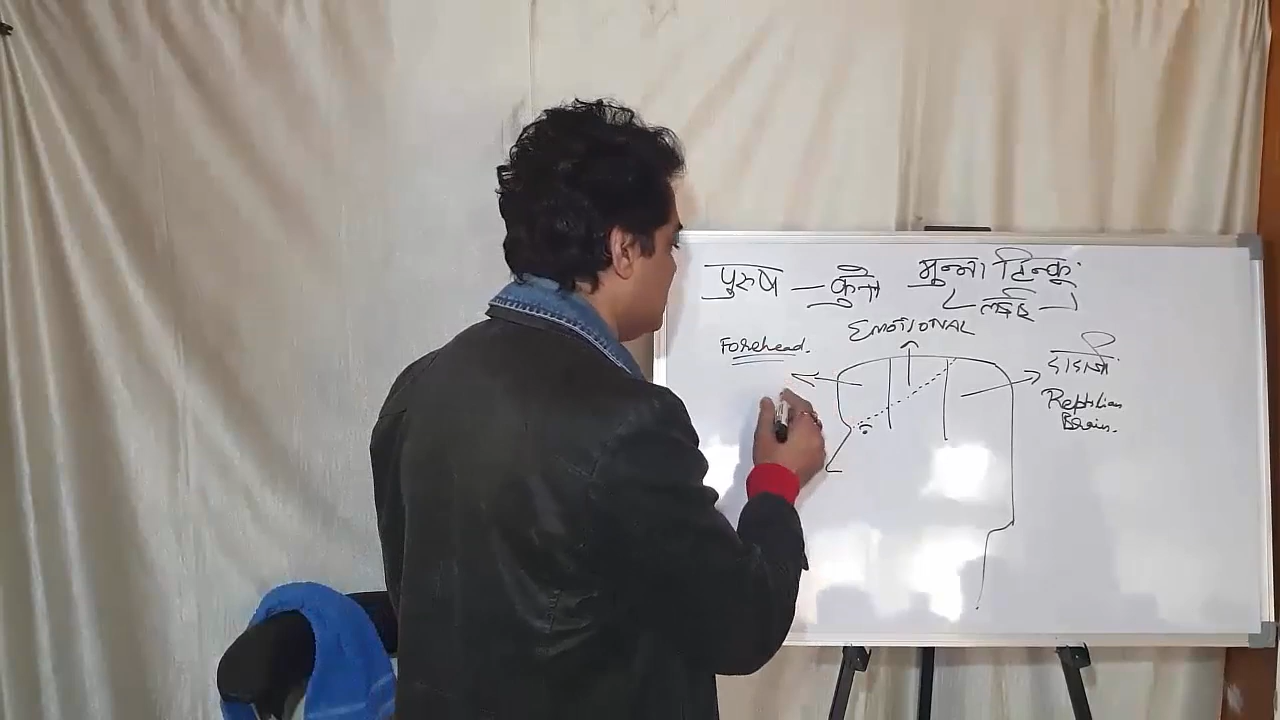 पुरुष – कुत्ते मुन्ना टिन्कू
EMOTIONAL
Forehead.
Reptilian
Brain.